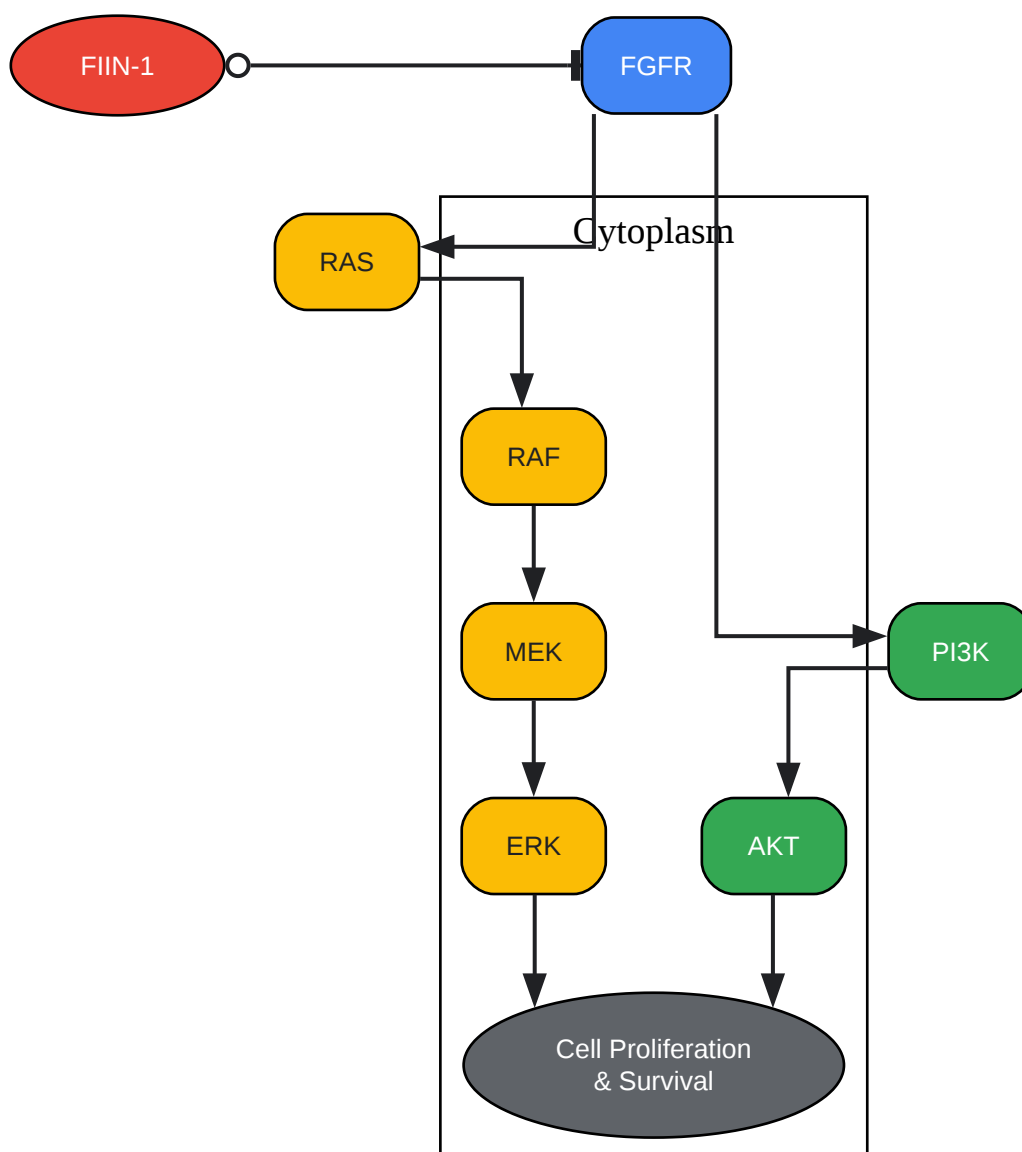 FIIN-1
FGFR
Cytoplasm
RAS
RAF
MEK
PI3K
ERK
AKT
Cell Proliferation
& Survival